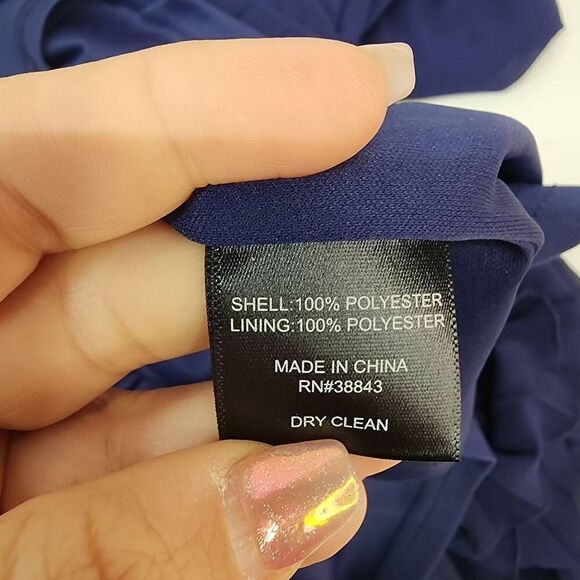 SHELL:100% POLYESTER
LINING:100% POLYESTER
MADE IN CHINA
RN#38843
DRY CLEAN